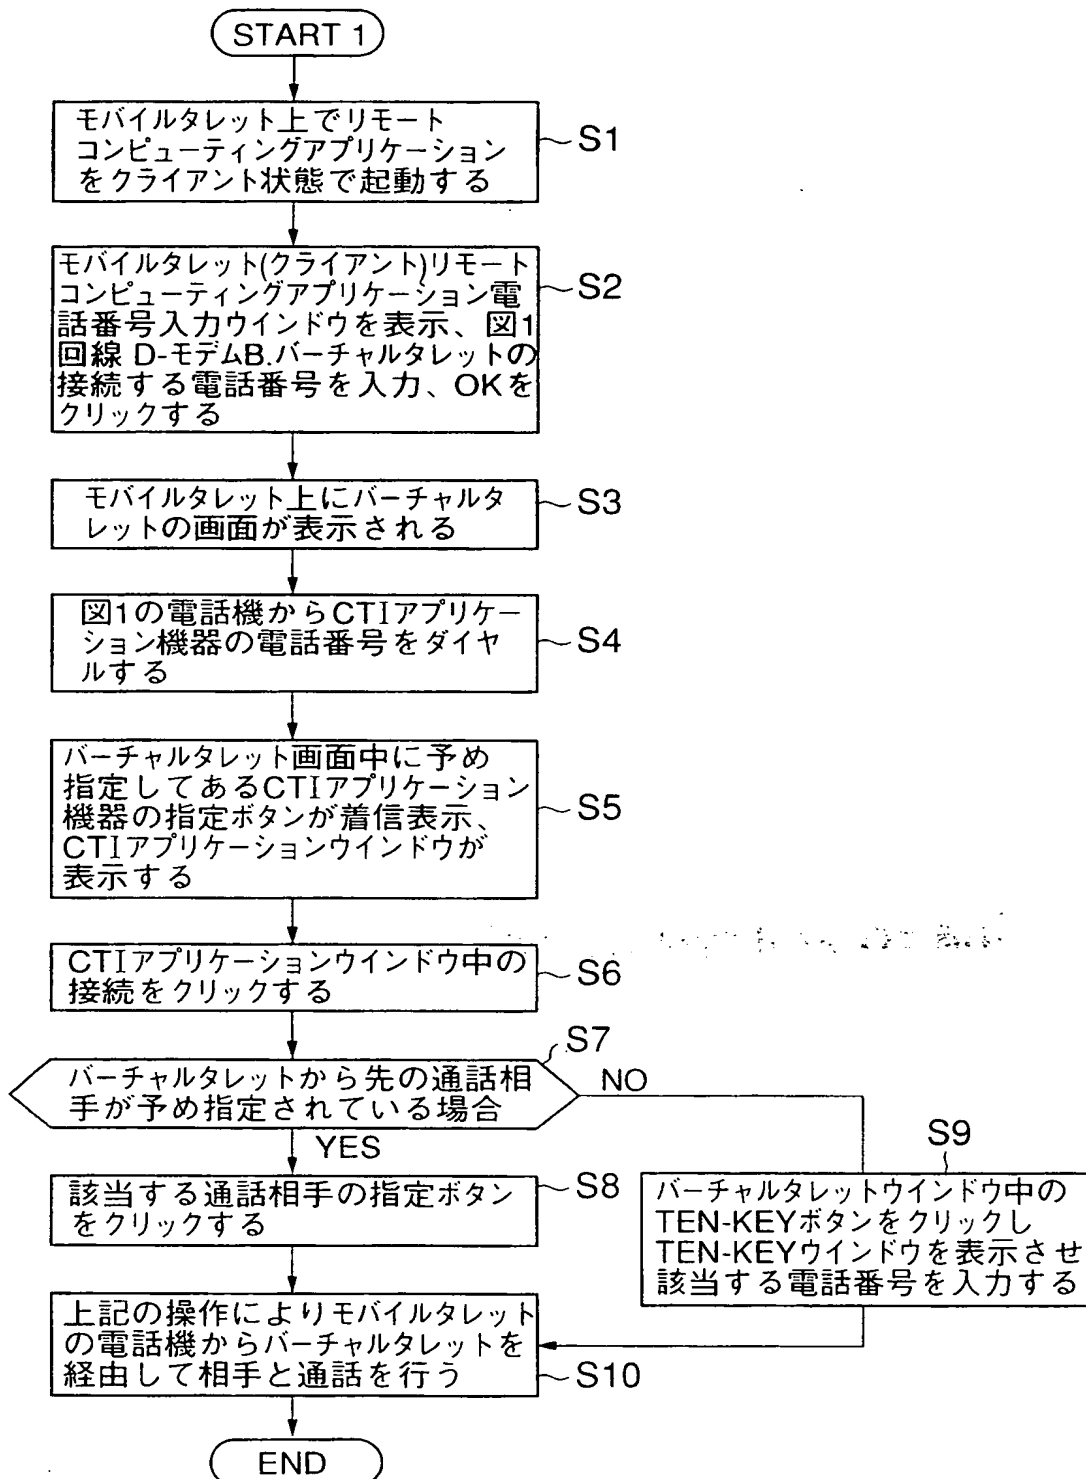 START 1
モバイルタレット上でリモート
コンピューティングアプリケーション
をクライアント状態で起動する
S1
モバイルタレット(クライアント)リモート
コンピューティングアプリケーション電
話番号入力ウインドウを表示、図1
回線 D-モデムB.バーチャルタレットの
接続する電話番号を入力、OKを
クリックする
S2
モバイルタレット上にバーチャルタ
レットの画面が表示される
S3
図1の電話機からCTIアプリケー
ション機器の電話番号をダイヤ
ルする
S4
バーチャルタレット画面中に予め
指定してあるCTIアプリケーション
機器の指定ボタンが着信表示、
CTIアプリケーションウインドウが
表示する
S5
CTIアプリケーションウインドウ中の
接続をクリックする
S6
S7
バーチャルタレットから先の通話相
手が予め指定されている場合
NO
YES
該当する通話相手の指定ボタン
をクリックする
S8
S9
バーチャルタレットウインドウ中の
TEN-KEYボタンをクリックし
TEN-KEYウインドウを表示させ
該当する電話番号を入力する
上記の操作によりモバイルタレット
の電話機からバーチャルタレットを
経由して相手と通話を行う
S10
END